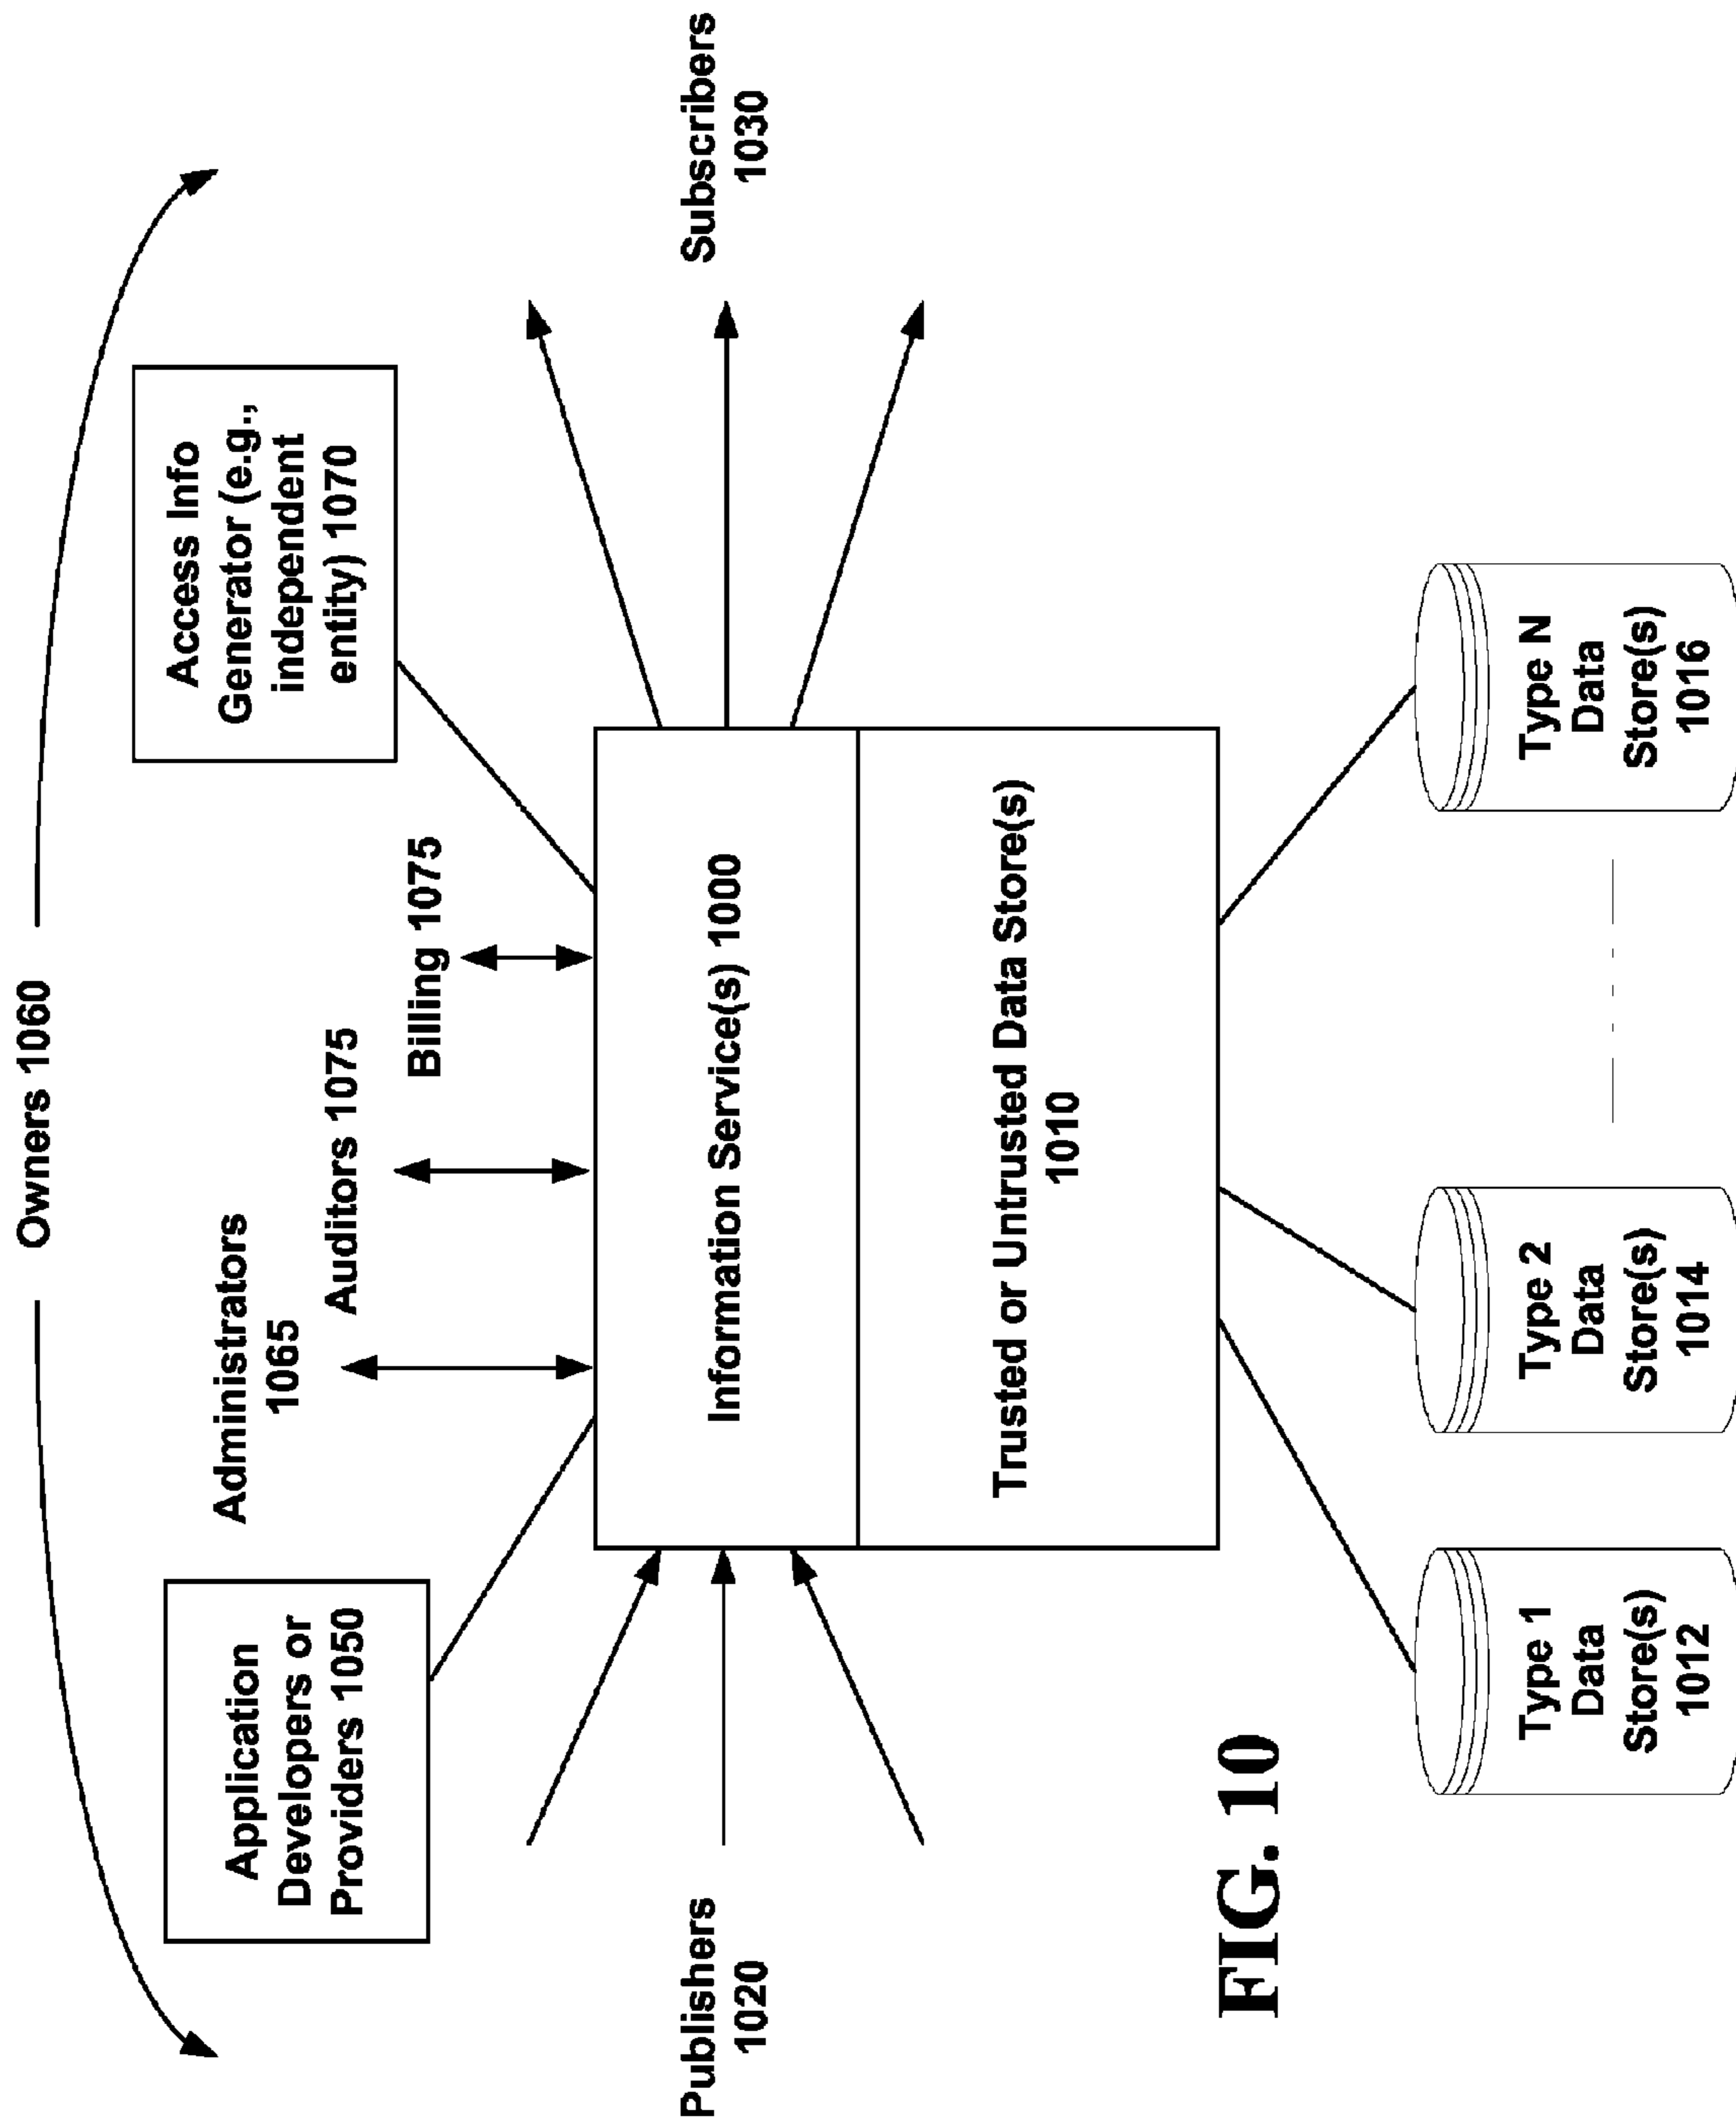 Owners 1060
Application
Developers or
Providers 1050
Administrators
1065
Auditors 1075
Billing 1075
Access Info
Generator (e.g.,
independent
entity) 1070
Publishers
1020
Information Service(s) 1000
Subscribers
1030
Trusted or Untrusted Data Store(s)
1010
FIG. 10
Type 1
Data
Store(s)
1012
Type 2
Data
Store(s)
1014
Type N
Data
Store(s)
1016